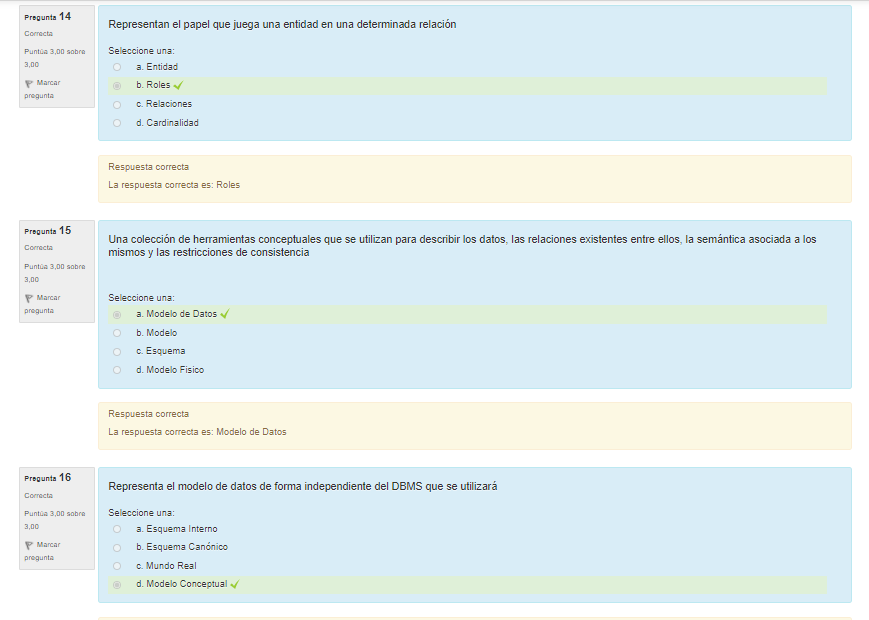 Pregunta 14
Correcta
Puntúa 3,00 sobre
3,00
Marcar
pregunta
Representan el papel que juega una entidad en una determinada relación
Seleccione una:
a. Entidad
b. Roles
c. Relaciones
d. Cardinalidad
Respuesta correcta
La respuesta correcta es: Roles
Pregunta 15
Correcta
Puntúa 3,00 sobre
3,00
Marcar
pregunta
Una colección de herramientas conceptuales que se utilizan para describir los datos, las relaciones existentes entre ellos, la semántica asociada a los
mismos y las restricciones de consistencia
Seleccione una:
a. Modelo de Datos
b. Modelo
c. Esquema
d. Modelo Fisico
Respuesta correcta
La respuesta correcta es: Modelo de Datos
Pregunta 16
Correcta
Puntúa 3,00 sobre
3,00
Marcar
pregunta
Representa el modelo de datos de forma independiente del DBMS que se utilizará
Seleccione una:
a. Esquema Interno
b. Esquema Canónico
c. Mundo Real
d. Modelo Conceptual